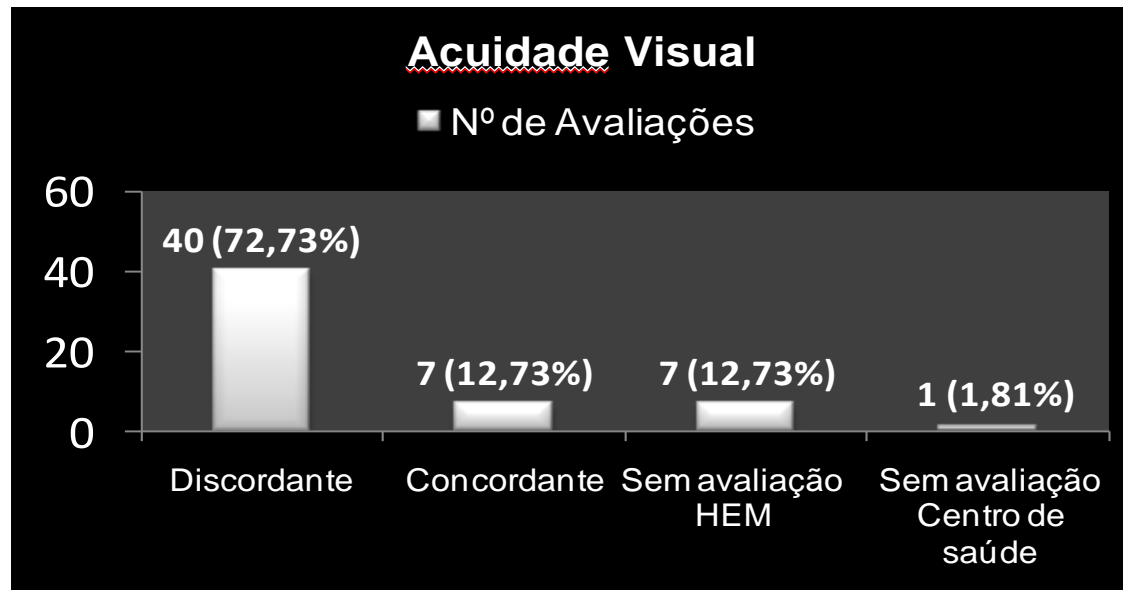 Acuidade Visual
Nº de Avaliações
60
40
20
0
40 (72,73%)
7 (12,73%)
7 (12,73%)
1 (1,81%)
Discordante
Concordante
Sem avaliação
HEM
Sem avaliação
Centro de
saúde